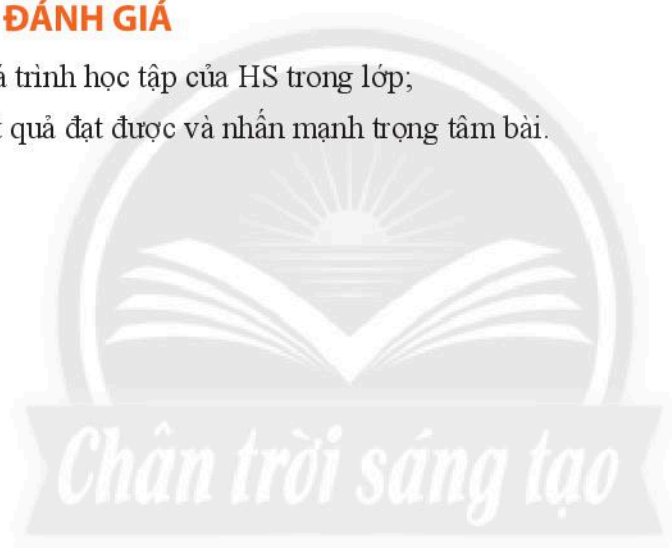 ĐÁNH GIÁ
trình học tập của HS trong lớp;
quả đạt được và nhấn mạnh trọng tâm bài.
Chân trời sáng tạo